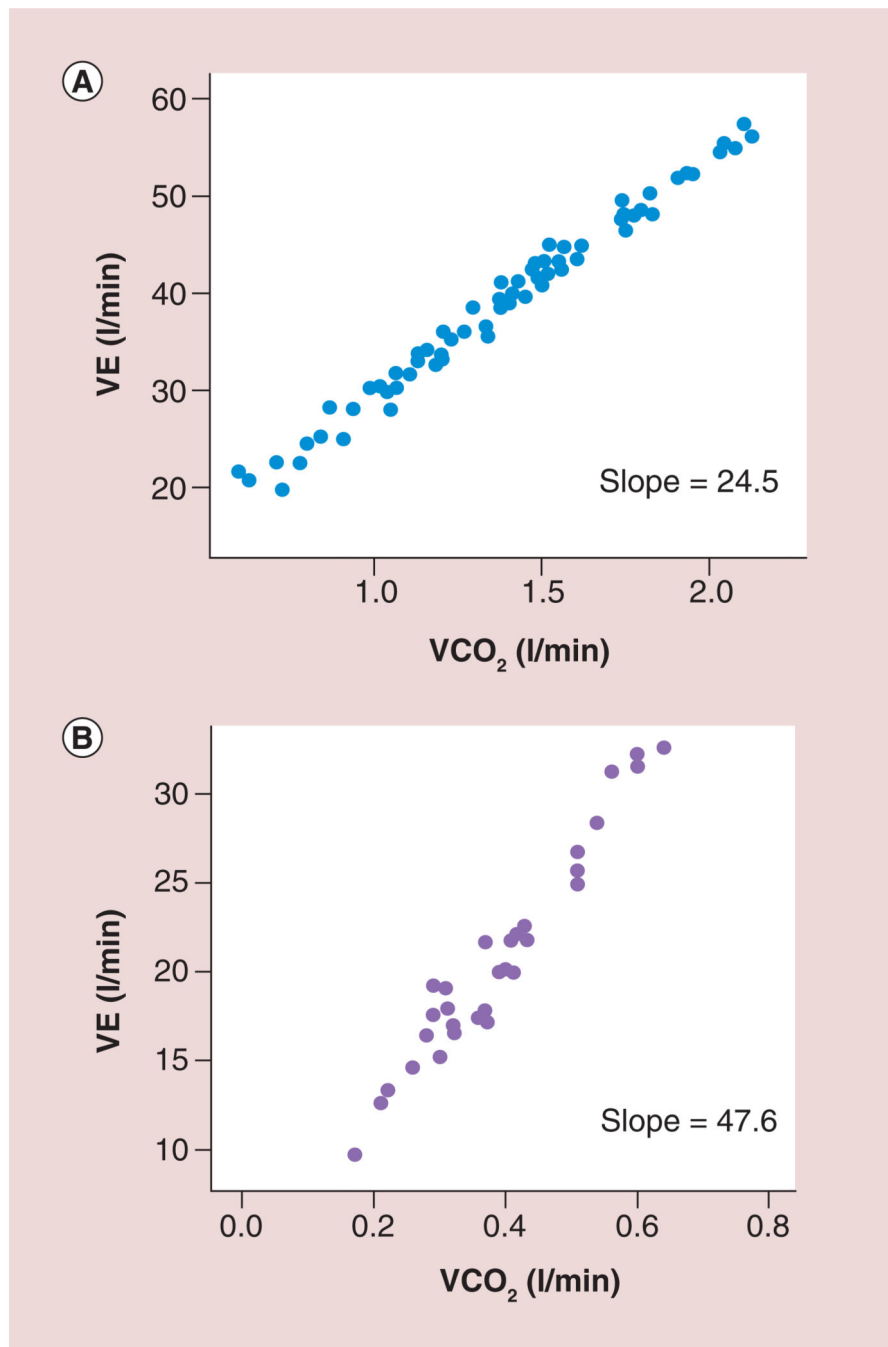 A
60
50
40
30
20
VE (l/min)
Slope = 24.5
1.0 1.5 2.0
VCO₂ (l/min)
B
30
25
20
15
10
VE (l/min)
Slope = 47.6
0.0 0.2 0.4 0.6 0.8
VCO₂ (l/min)